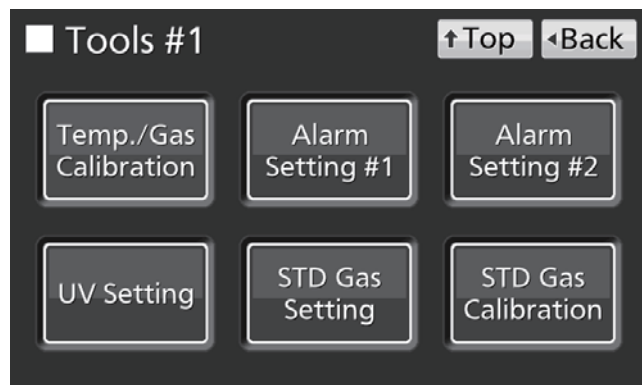 Tools #1
Top
Back
Temp./Gas
Calibration
Alarm
Setting #1
Alarm
Setting #2
UV Setting
STD Gas
Setting
STD Gas
Calibration